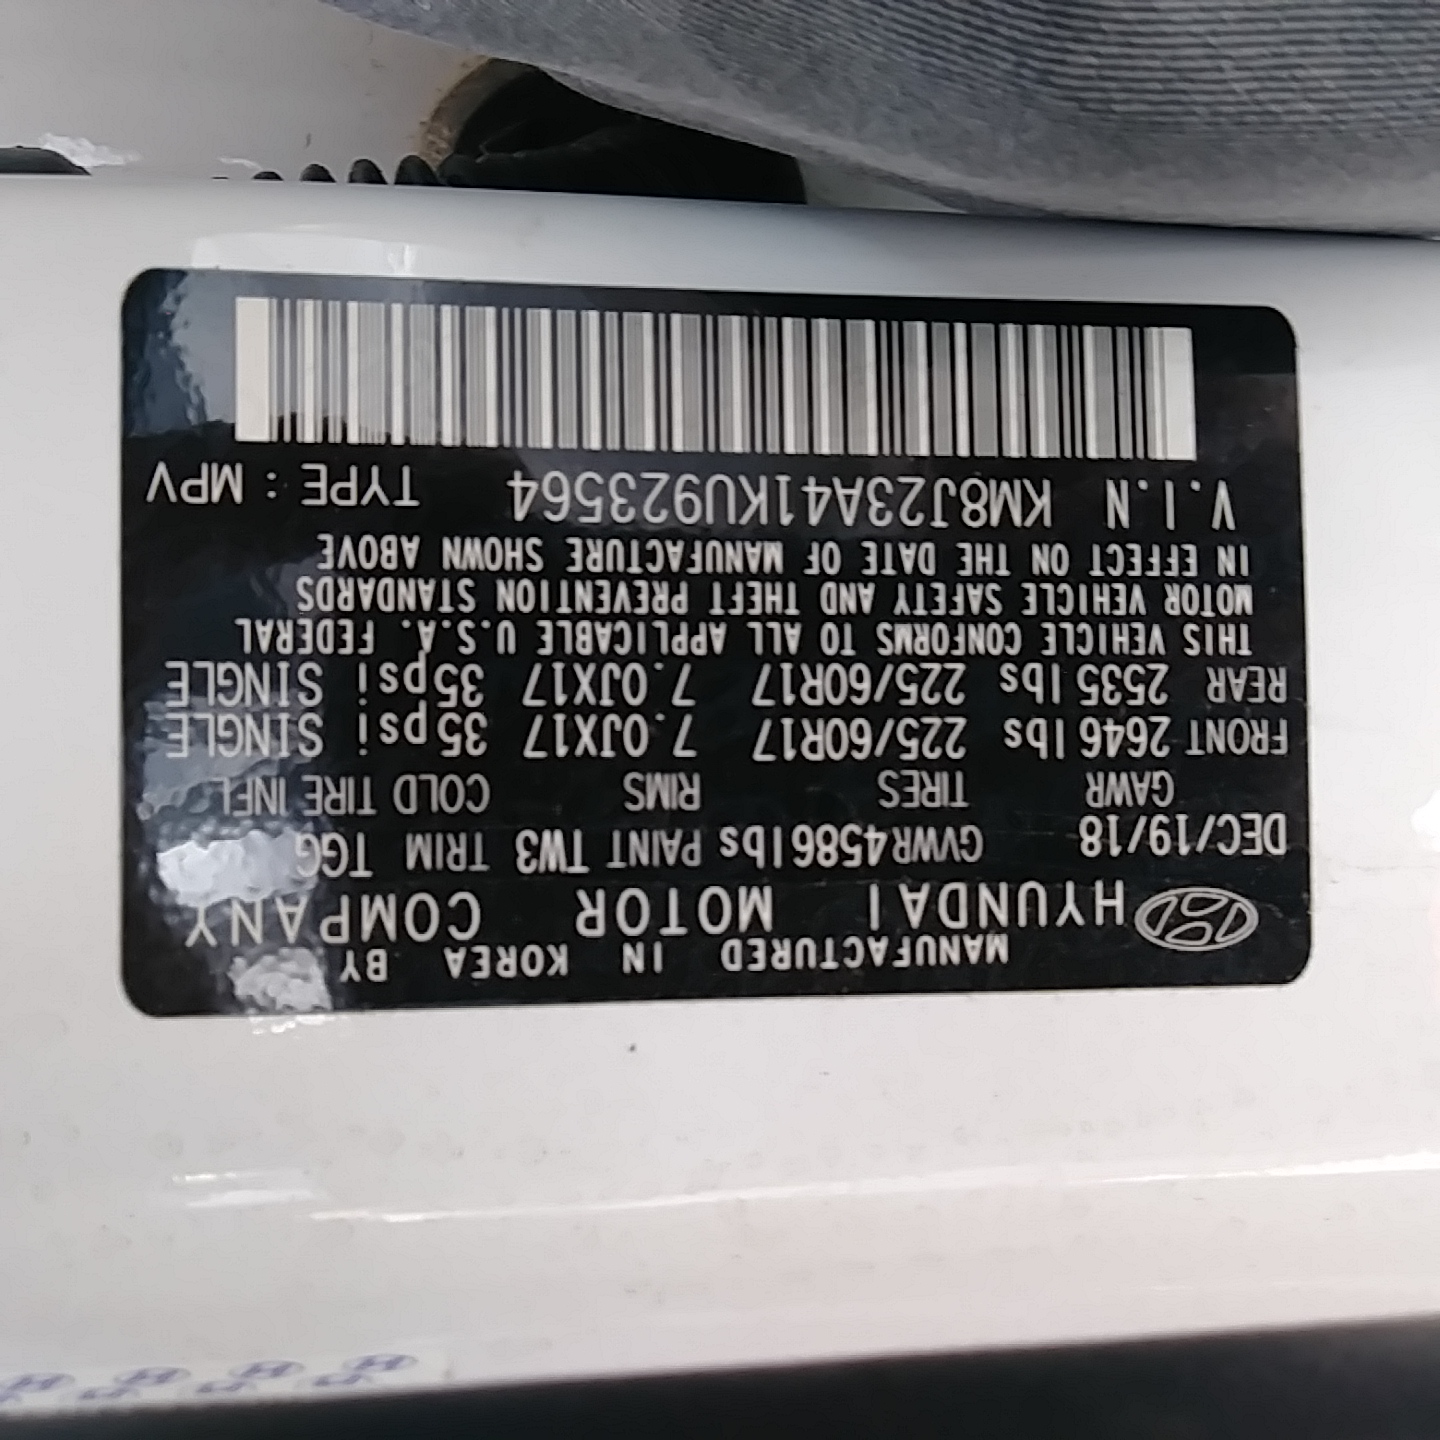 MANUFACTURED IN KOREA BY
HYUNDAI MOTOR COMPANY
DEC/19/18 GVWR4586lbs PAINT TW3 TRIM TGG
GAWR TIRES RIMS COLD TIRE INFL
FRONT 2646lbs 225/60R17 7.0JX17 35psi SINGLE
REAR 2535lbs 225/60R17 7.0JX17 35psi SINGLE
THIS VEHICLE CONFORMS TO ALL APPLICABLE U.S.A. FEDERAL
MOTOR VEHICLE SAFETY AND THEFT PREVENTION STANDARDS
IN EFFECT ON THE DATE OF MANUFACTURE SHOWN ABOVE
V.I.N KM8J23A41KU923564 TYPE : MPV